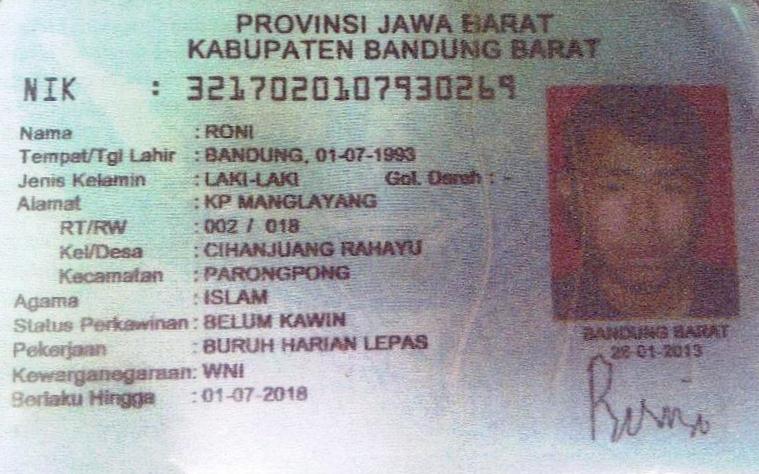 PROVINSI JAWA BARAT
KABUPATEN BANDUNG BARAT
NIK : 3217020107930269
Nama : RONI
Tempat/Tgl Lahir : BANDUNG, 01-07-1993
Jenis Kelamin : LAKI-LAKI Gol. Darah : -
Alamat : KP MANGLAYANG
RT/RW : 002 / 018
Kel/Desa : CIHANJUANG RAHAYU
Kecamatan : PARONGPONG
Agama : ISLAM
Status Perkawinan : BELUM KAWIN
Pekerjaan : BURUH HARIAN LEPAS
Kewarganegaraan: WNI
Berlaku Hingga : 01-07-2018
BANDUNG BARAT
26-01-2013